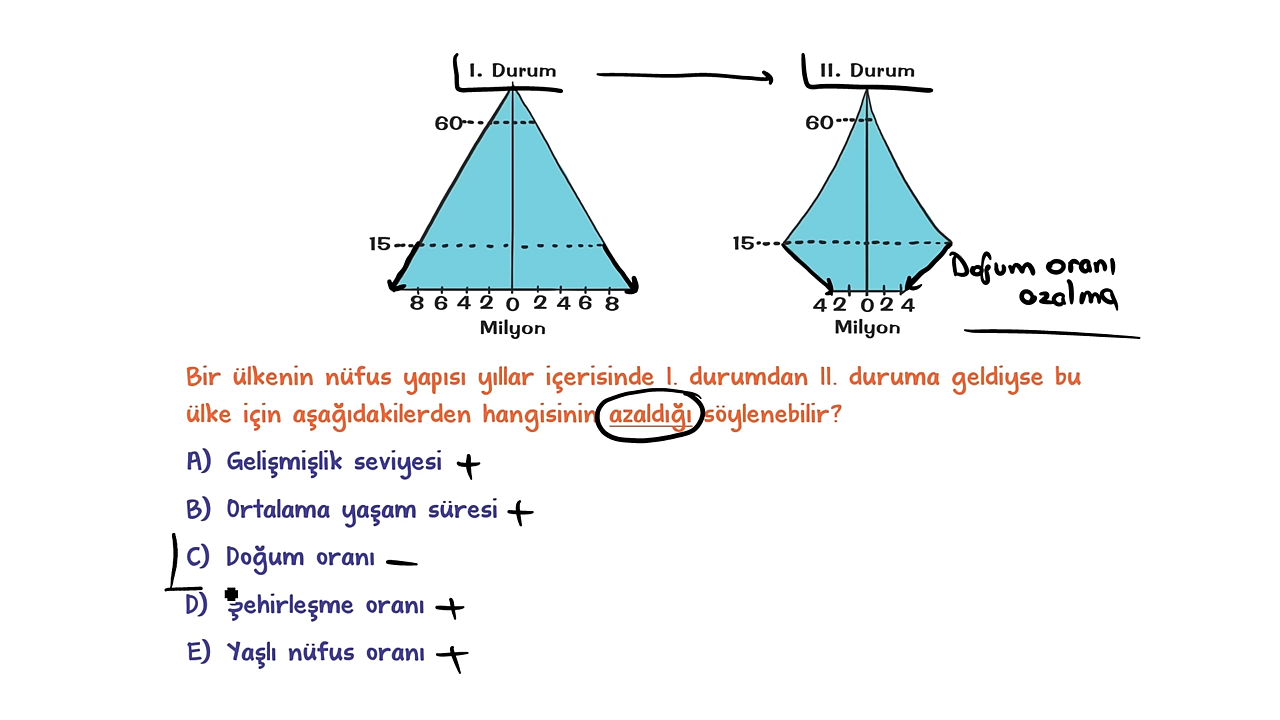 I. Durum
II. Durum
60
60
15
15
Doğum oranı
azalma
8 6 4 2 0 2 4 6 8
4 2 0 2 4
Milyon
Milyon
Bir ülkenin nüfus yapısı yıllar içerisinde I. durumdan II. duruma geldiyse bu
ülke için aşağıdakilerden hangisinin azaldığı söylenebilir?
A) Gelişmişlik seviyesi +
B) Ortalama yaşam süresi +
C) Doğum oranı −
D) Şehirleşme oranı +
E) Yaşlı nüfus oranı +